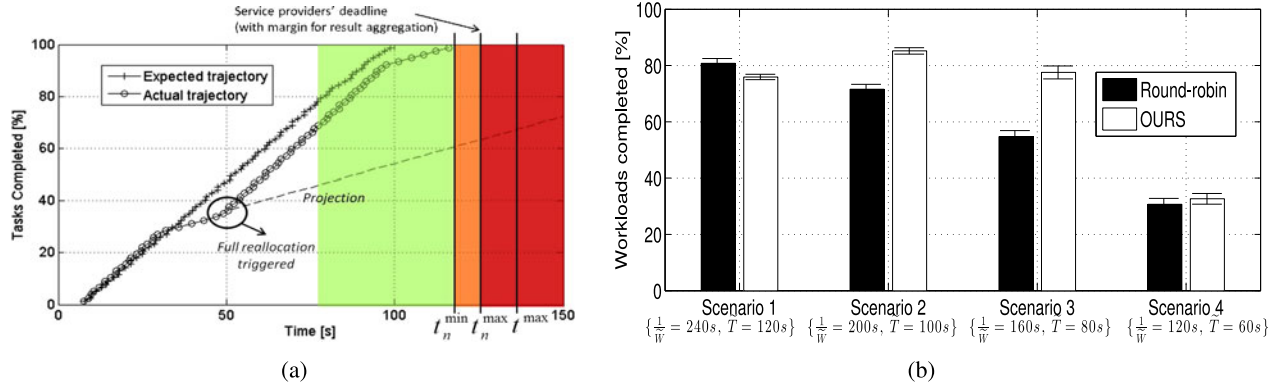 Service providers' deadline
(with margin for result aggregation)
100
80
60
40
20
0
Tasks Completed [%]
Expected trajectory
Actual trajectory
Projection
Full reallocation
triggered
50
100
150
Time [s]
t_n^min
t_n^max
t^max
(a)
100
80
60
40
20
0
Workloads completed [%]
Round-robin
OURS
Scenario 1
Scenario 2
Scenario 3
Scenario 4
{1/W̃ = 240s, T̃ = 120s}
{1/W̃ = 200s, T̃ = 100s}
{1/W̃ = 160s, T̃ = 80s}
{1/W̃ = 120s, T̃ = 60s}
(b)